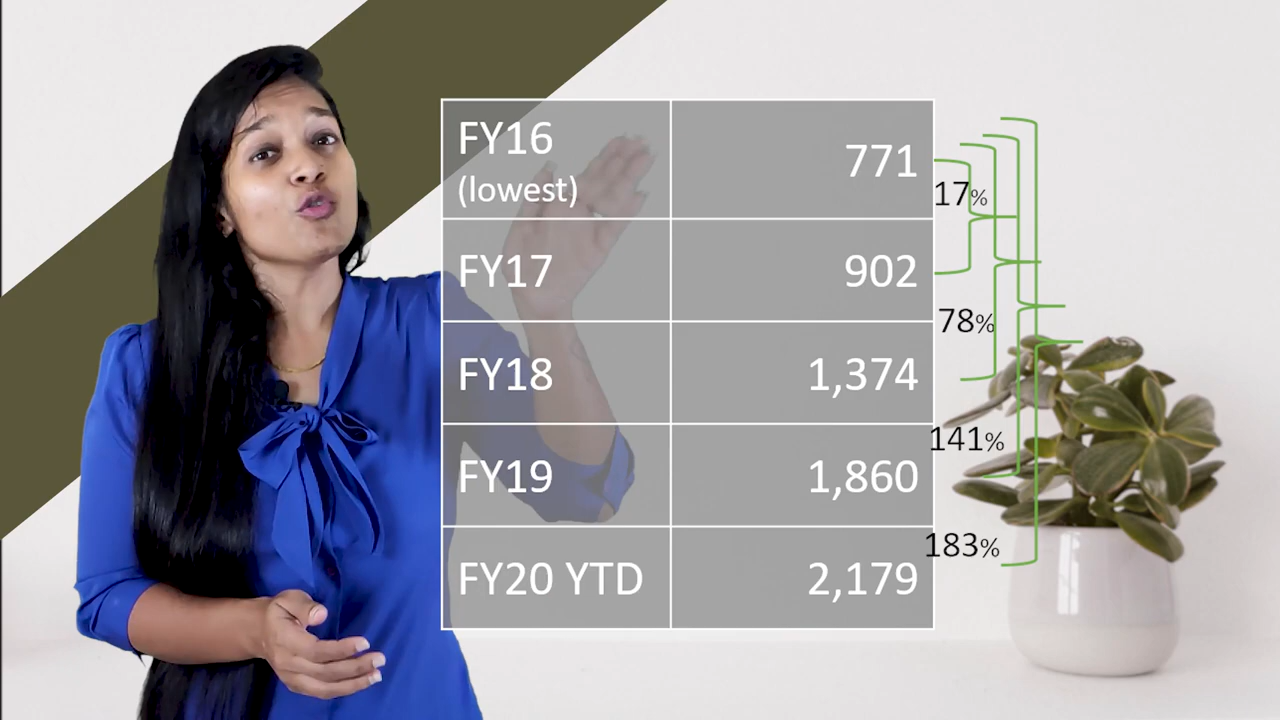 FY16 771
(lowest)
17%
FY17 902
78%
FY18 1,374
141%
FY19 1,860
183%
FY20 YTD 2,179